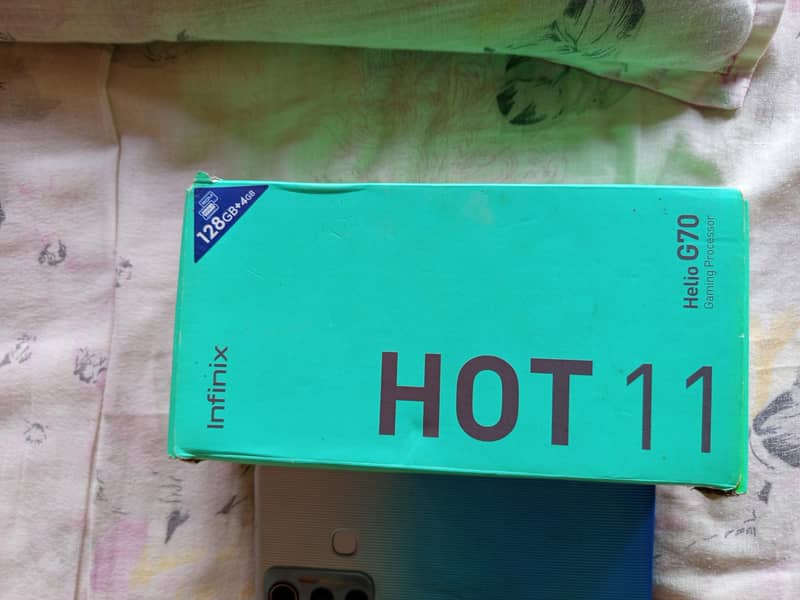 128GB+4GB
Infinix
HOT 11
Helio G70
Gaming Processor